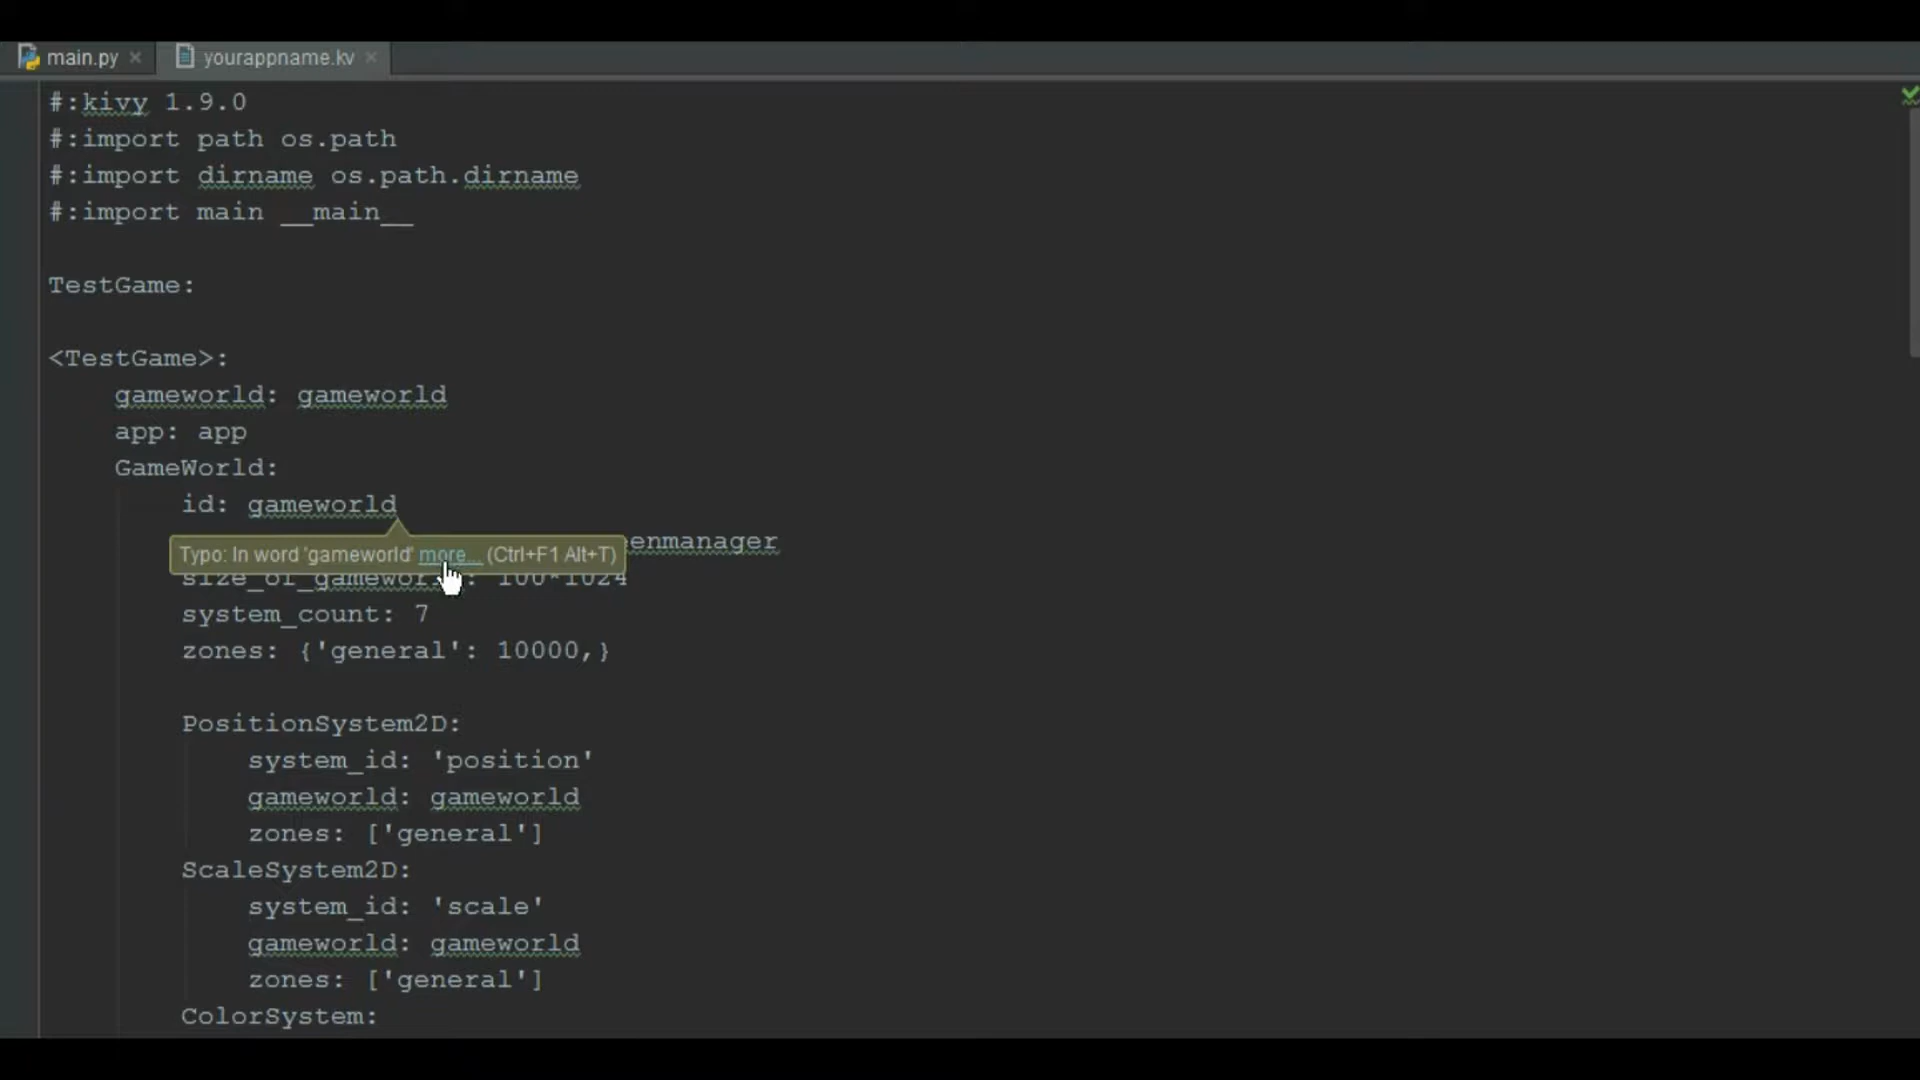 main.py
yourappname.kv
#:kivy 1.9.0
#:import path os.path
#:import dirname os.path.dirname
#:import main __main__
TestGame:
<TestGame>:
gameworld: gameworld
app: app
GameWorld:
id: gameworld
enmanager
Typo: In word 'gameworld' more... (Ctrl+F1 Alt+T)
size_of_gameworld: 100*1024
system_count: 7
zones: {'general': 10000,}
PositionSystem2D:
system_id: 'position'
gameworld: gameworld
zones: ['general']
ScaleSystem2D:
system_id: 'scale'
gameworld: gameworld
zones: ['general']
ColorSystem: